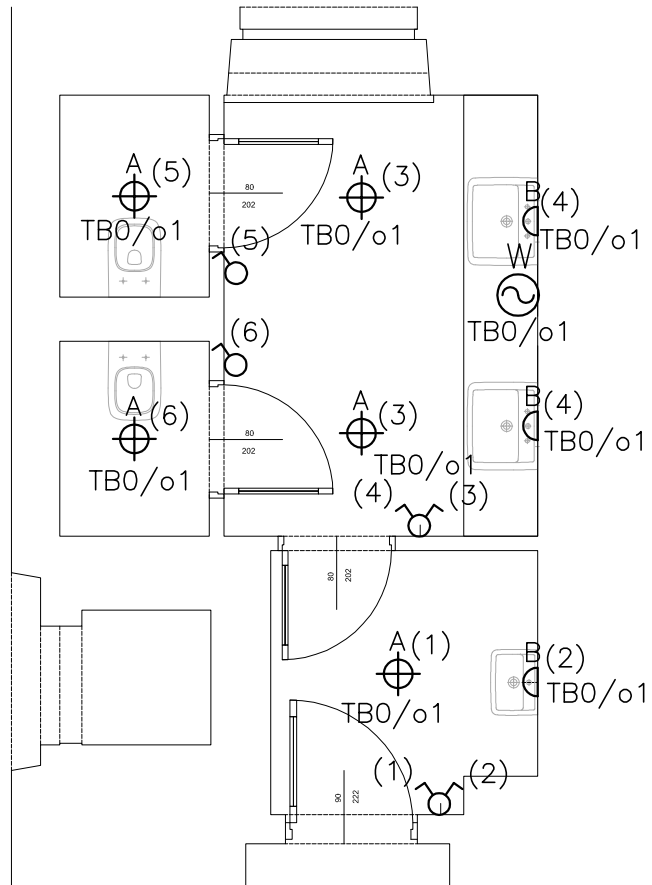 A (5)
TB0/o1
80
202
A (3)
TB0/o1
B (4)
TB0/o1
(5)
W
TB0/o1
(6)
A (6)
TB0/o1
80
202
A (3)
TB0/o1
B (4)
TB0/o1
(4) (3)
80
202
A (1)
TB0/o1
B (2)
TB0/o1
(1) (2)
90
222